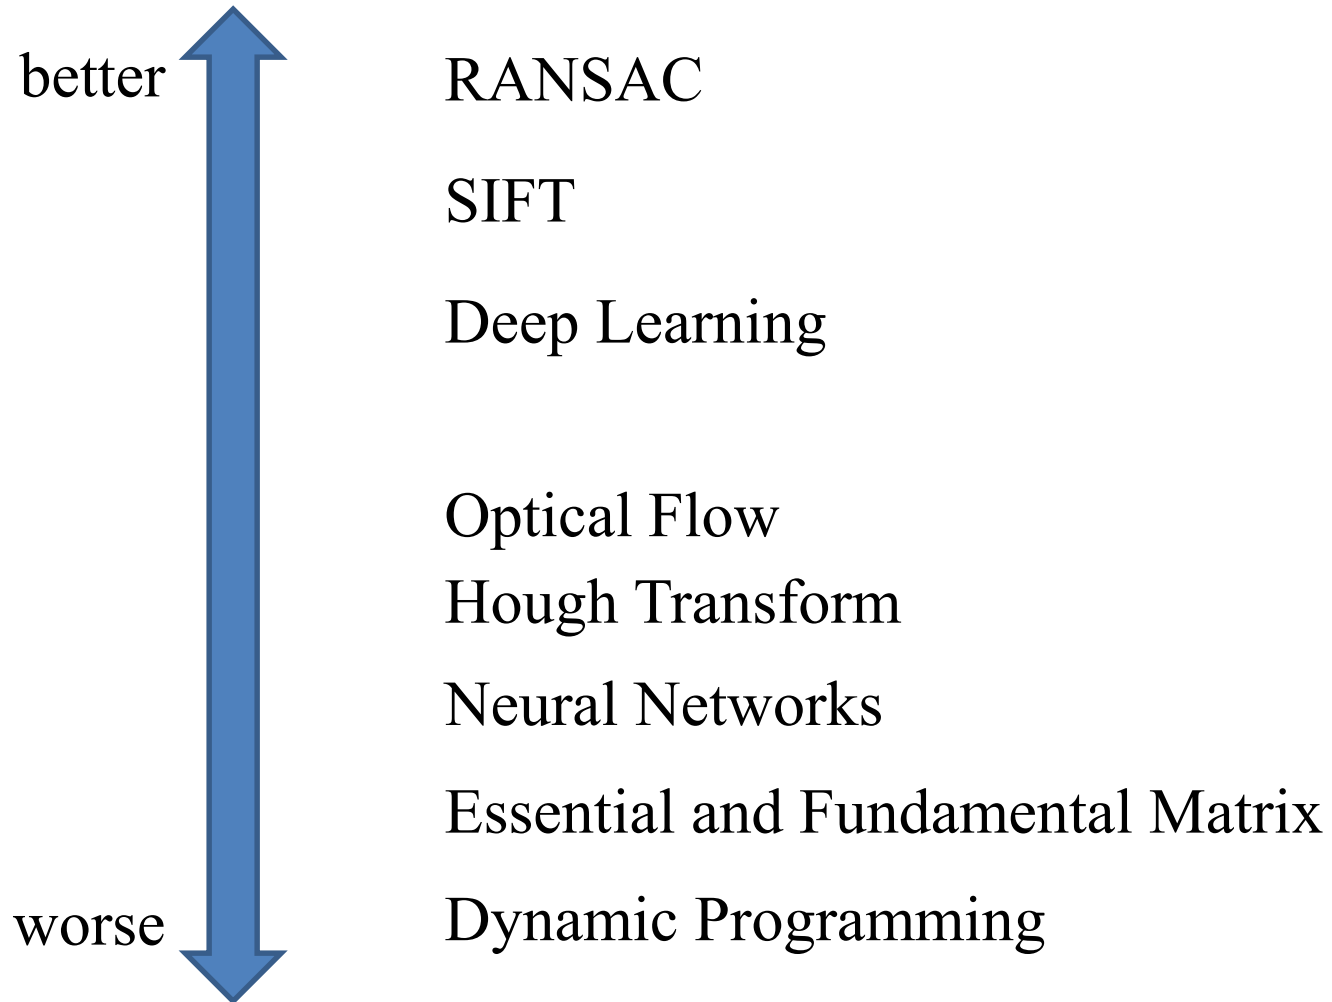 better
RANSAC
SIFT
Deep Learning
Optical Flow
Hough Transform
Neural Networks
Essential and Fundamental Matrix
worse
Dynamic Programming